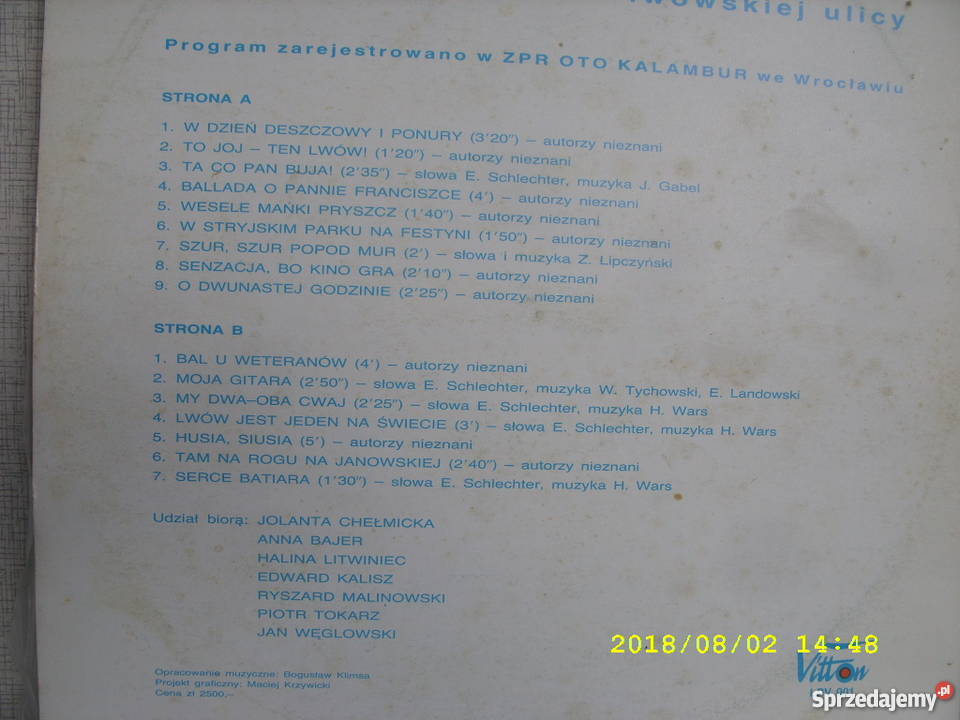 lwowskiej ulicy
Program zarejestrowano w ZPR OTO KALAMBUR we Wrocławiu
STRONA A
1. W DZIEŃ DESZCZOWY I PONURY (3'20") – autorzy nieznani
2. TO JOJ – TEN LWÓW! (1'20") – autorzy nieznani
3. TA CO PAN BUJA! (2'35") – słowa E. Schlechter, muzyka J. Gabel
4. BALLADA O PANNIE FRANCISZCE (4') – autorzy nieznani
5. WESELE MAŃKI PRYSZCZ (1'40") – autorzy nieznani
6. W STRYJSKIM PARKU NA FESTYNI (1'50") – autorzy nieznani
7. SZUR, SZUR POPOD MUR (2') – słowa i muzyka Z. Lipczyński
8. SENZACJA, BO KINO GRA (2'10") – autorzy nieznani
9. O DWUNASTEJ GODZINIE (2'25") – autorzy nieznani
STRONA B
1. BAL U WETERANÓW (4') – autorzy nieznani
2. MOJA GITARA (2'50") – słowa E. Schlechter, muzyka W. Tychowski, E. Landowski
3. MY DWA–OBA CWAJ (2'25") – słowa E. Schlechter, muzyka H. Wars
4. LWÓW JEST JEDEN NA ŚWIECIE (3') – słowa E. Schlechter, muzyka H. Wars
5. HUSIA, SIUSIA (5') – autorzy nieznani
6. TAM NA ROGU NA JANOWSKIEJ (2'40") – autorzy nieznani
7. SERCE BATIARA (1'30") – słowa E. Schlechter, muzyka H. Wars
Udział biorą: JOLANTA CHEŁMICKA
ANNA BAJER
HALINA LITWINIEC
EDWARD KALISZ
RYSZARD MALINOWSKI
PIOTR TOKARZ
JAN WĘGLOWSKI
2018/08/02 14:48
Opracowanie muzyczne: Bogusław Klimsa
Projekt graficzny: Maciej Krzywicki
Cena zł 2500,–
Vitton
Sprzedajemy.pl